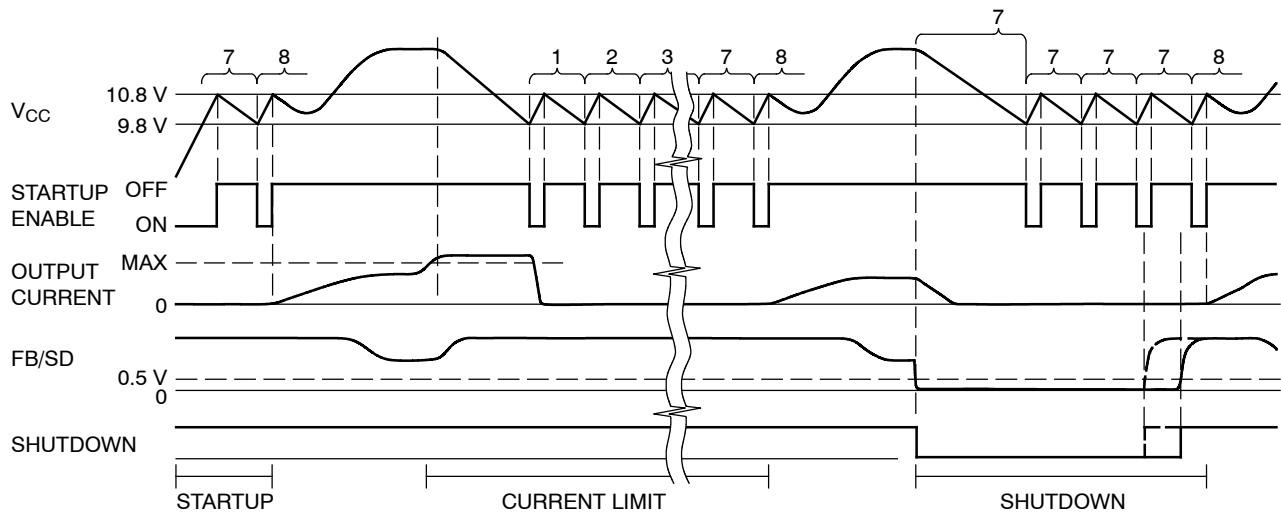 7
7 8 1 2 3 7 8 7 7 7 8
10.8 V
VCC
9.8 V
STARTUP ENABLE
OFF
ON
OUTPUT CURRENT
MAX
0
FB/SD
0.5 V
0
SHUTDOWN
STARTUP CURRENT LIMIT SHUTDOWN